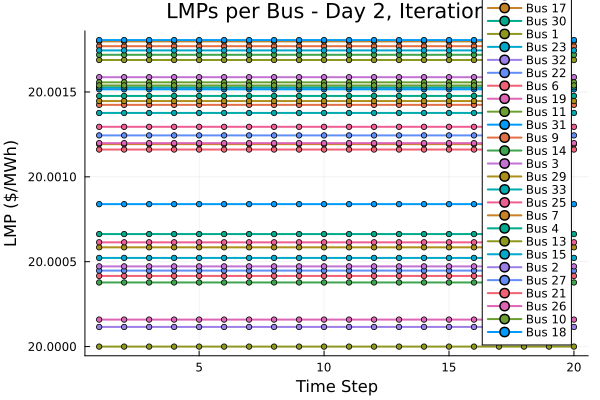 LMPs per Bus - Day 2, Iteration
Bus 17
Bus 30
Bus 1
Bus 23
Bus 32
Bus 22
Bus 6
Bus 19
Bus 11
Bus 31
Bus 9
Bus 14
Bus 3
Bus 29
Bus 33
Bus 25
Bus 7
Bus 4
Bus 13
Bus 15
Bus 2
Bus 27
Bus 21
Bus 26
Bus 10
Bus 18
LMP ($/MWh)
20.0015
20.0010
20.0005
20.0000
5
10
15
20
Time Step